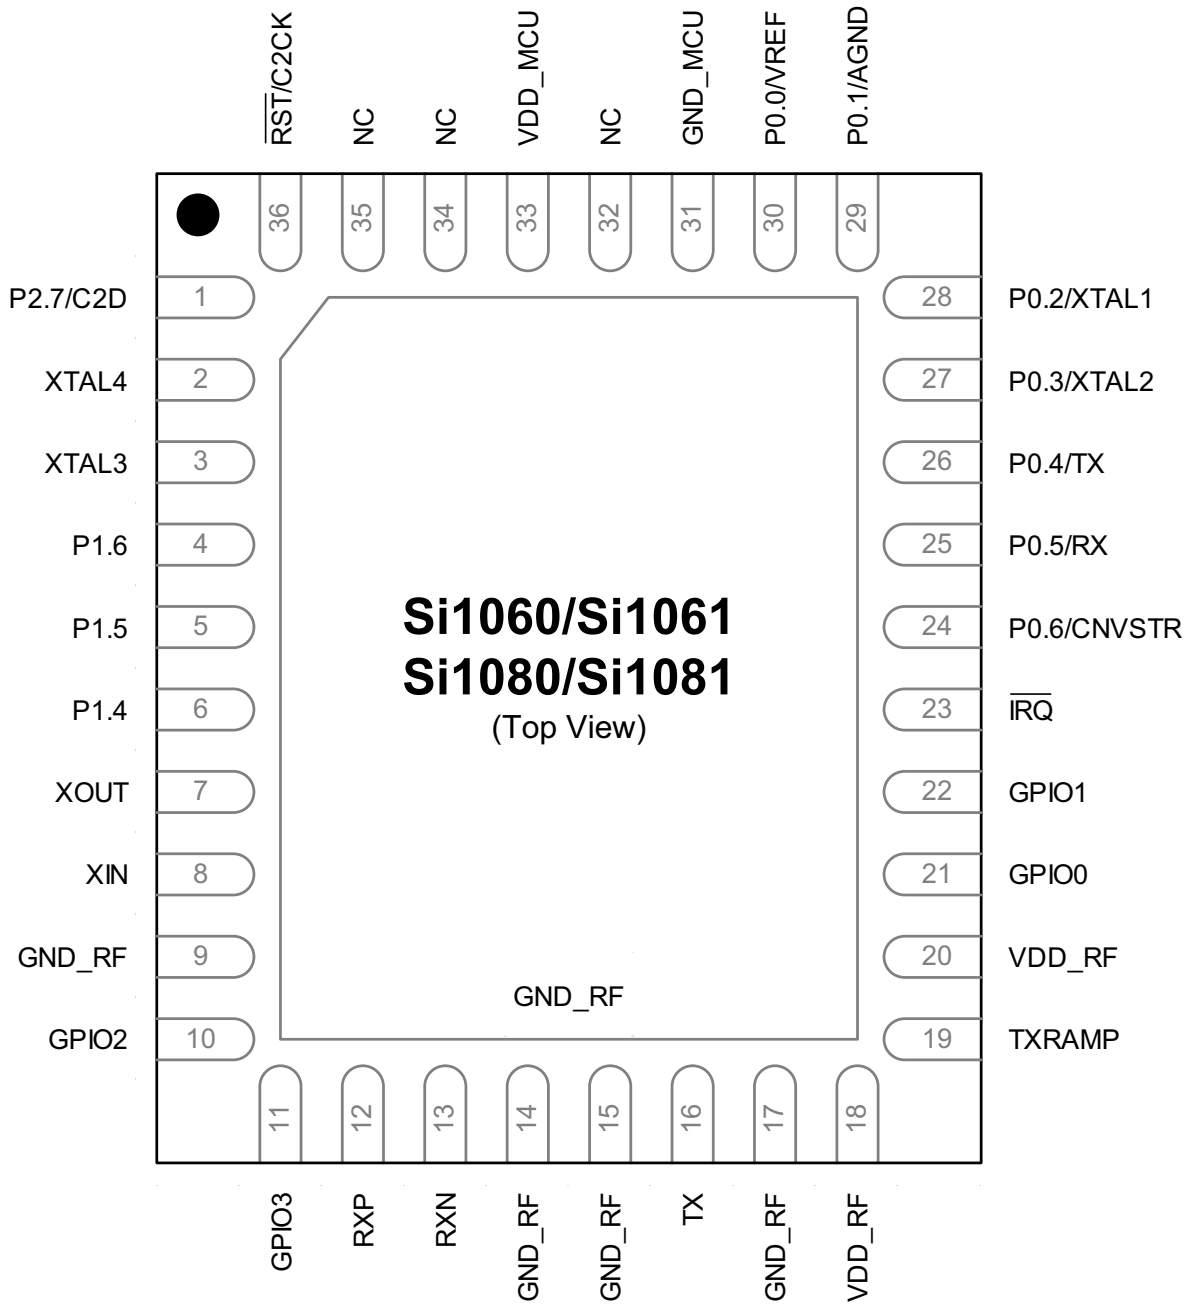 RST/C2CK
NC
NC
VDD_MCU
NC
GND_MCU
P0.0/VREF
P0.1/AGND
36
35
34
33
32
31
30
29
P2.7/C2D
1
28
P0.2/XTAL1
XTAL4
2
27
P0.3/XTAL2
XTAL3
3
26
P0.4/TX
P1.6
4
25
P0.5/RX
P1.5
5
Si1060/Si1061
24
P0.6/CNVSTR
Si1080/Si1081
P1.4
6
(Top View)
23
IRQ
XOUT
7
22
GPIO1
XIN
8
21
GPIO0
GND_RF
9
20
VDD_RF
GND_RF
GPIO2
10
19
TXRAMP
11
12
13
14
15
16
17
18
GPIO3
RXP
RXN
GND_RF
GND_RF
TX
GND_RF
VDD_RF